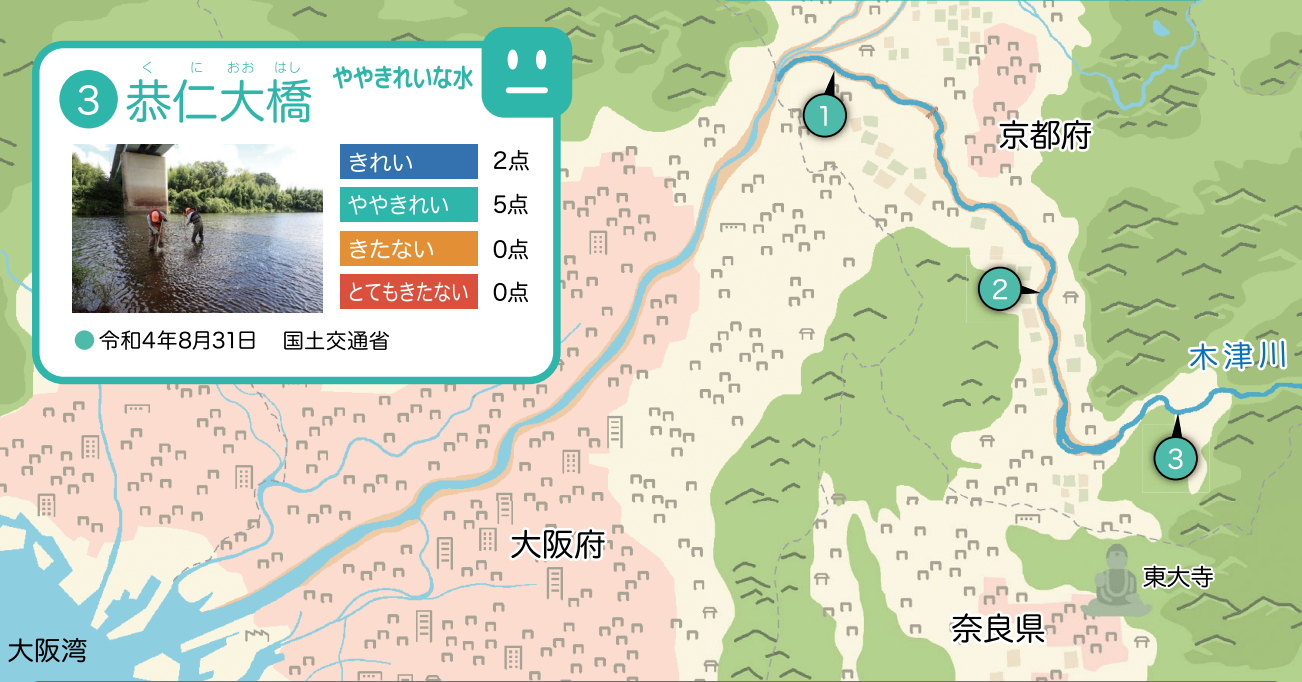 く に おお はし
3 恭仁大橋 ややきれいな水
きれい 2点
ややきれい 5点
きたない 0点
とてもきたない 0点
令和4年8月31日 国土交通省
1
京都府
2
木津川
3
大阪府
東大寺
奈良県
大阪湾